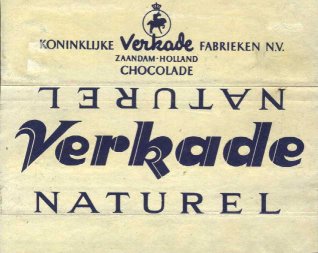 KONINKLIJKE Verkade FABRIEKEN N.V.
ZAANDAM-HOLLAND
CHOCOLADE
NATUREL
Verkade
NATUREL